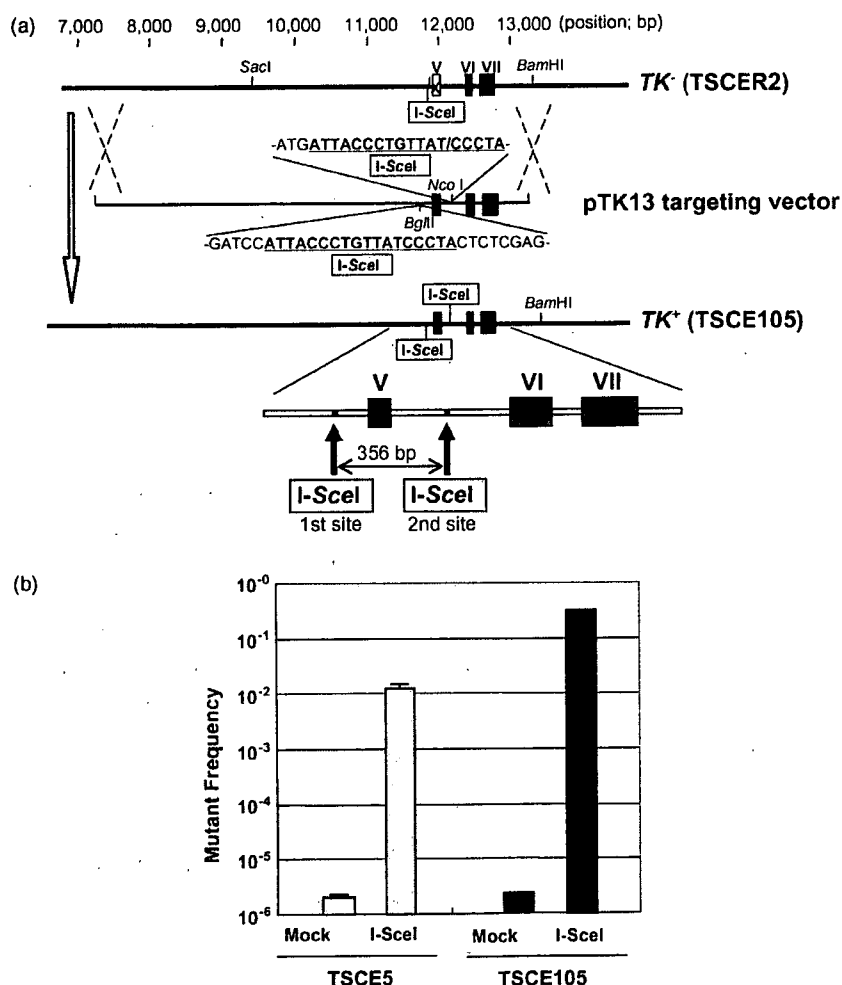 (a)
7,000 8,000 9,000 10,000 11,000 12,000 13,000 (position; bp)
SacI V VI VII BamHI
TK- (TSCER2)
I-SceI
-ATGATTACCCTGTTAT/CCCTA-
I-SceI
Nco I
pTK13 targeting vector
BglII
-GATCCATTACCCTGTTATCCCTACTCTCGAG-
I-SceI
I-SceI BamHI
TK+ (TSCE105)
I-SceI
V VI VII
356 bp
I-SceI I-SceI
1st site 2nd site
(b)
Mutant Frequency
10-0
10-1
10-2
10-3
10-4
10-5
10-6
Mock I-SceI Mock I-SceI
TSCE5 TSCE105